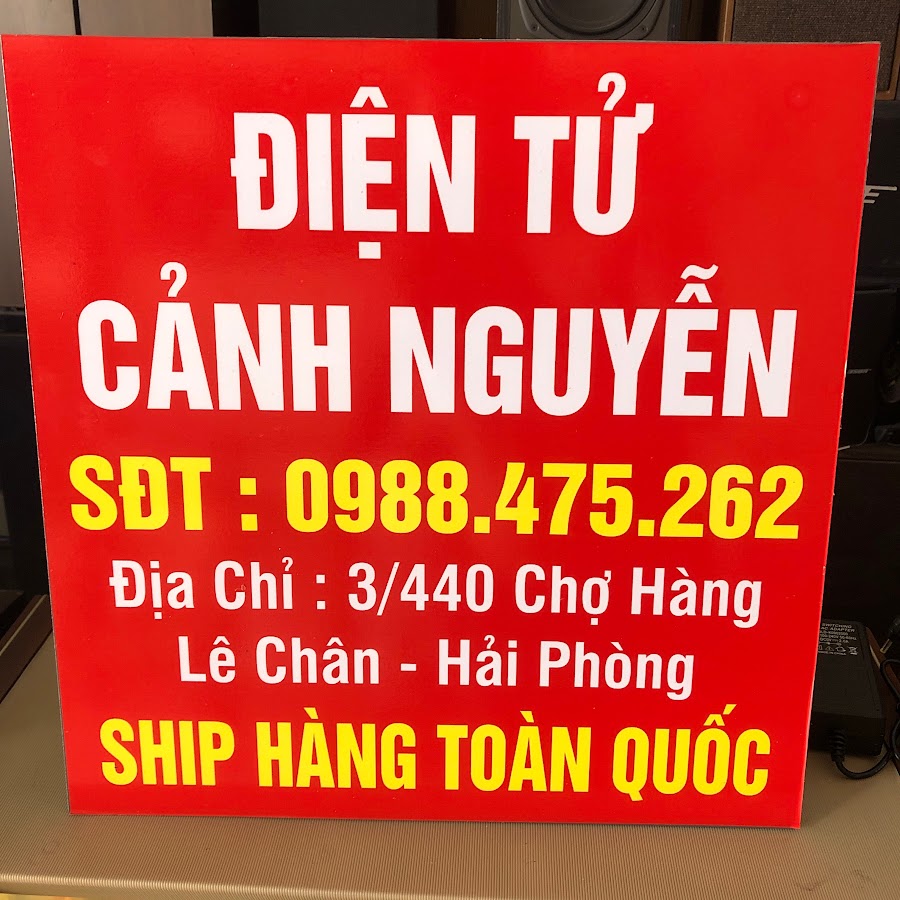 ĐIỆN TỬ
CẢNH NGUYỄN
SĐT : 0988.475.262
Địa Chỉ : 3/440 Chợ Hàng
Lê Chân - Hải Phòng
SHIP HÀNG TOÀN QUỐC
SWITCHING